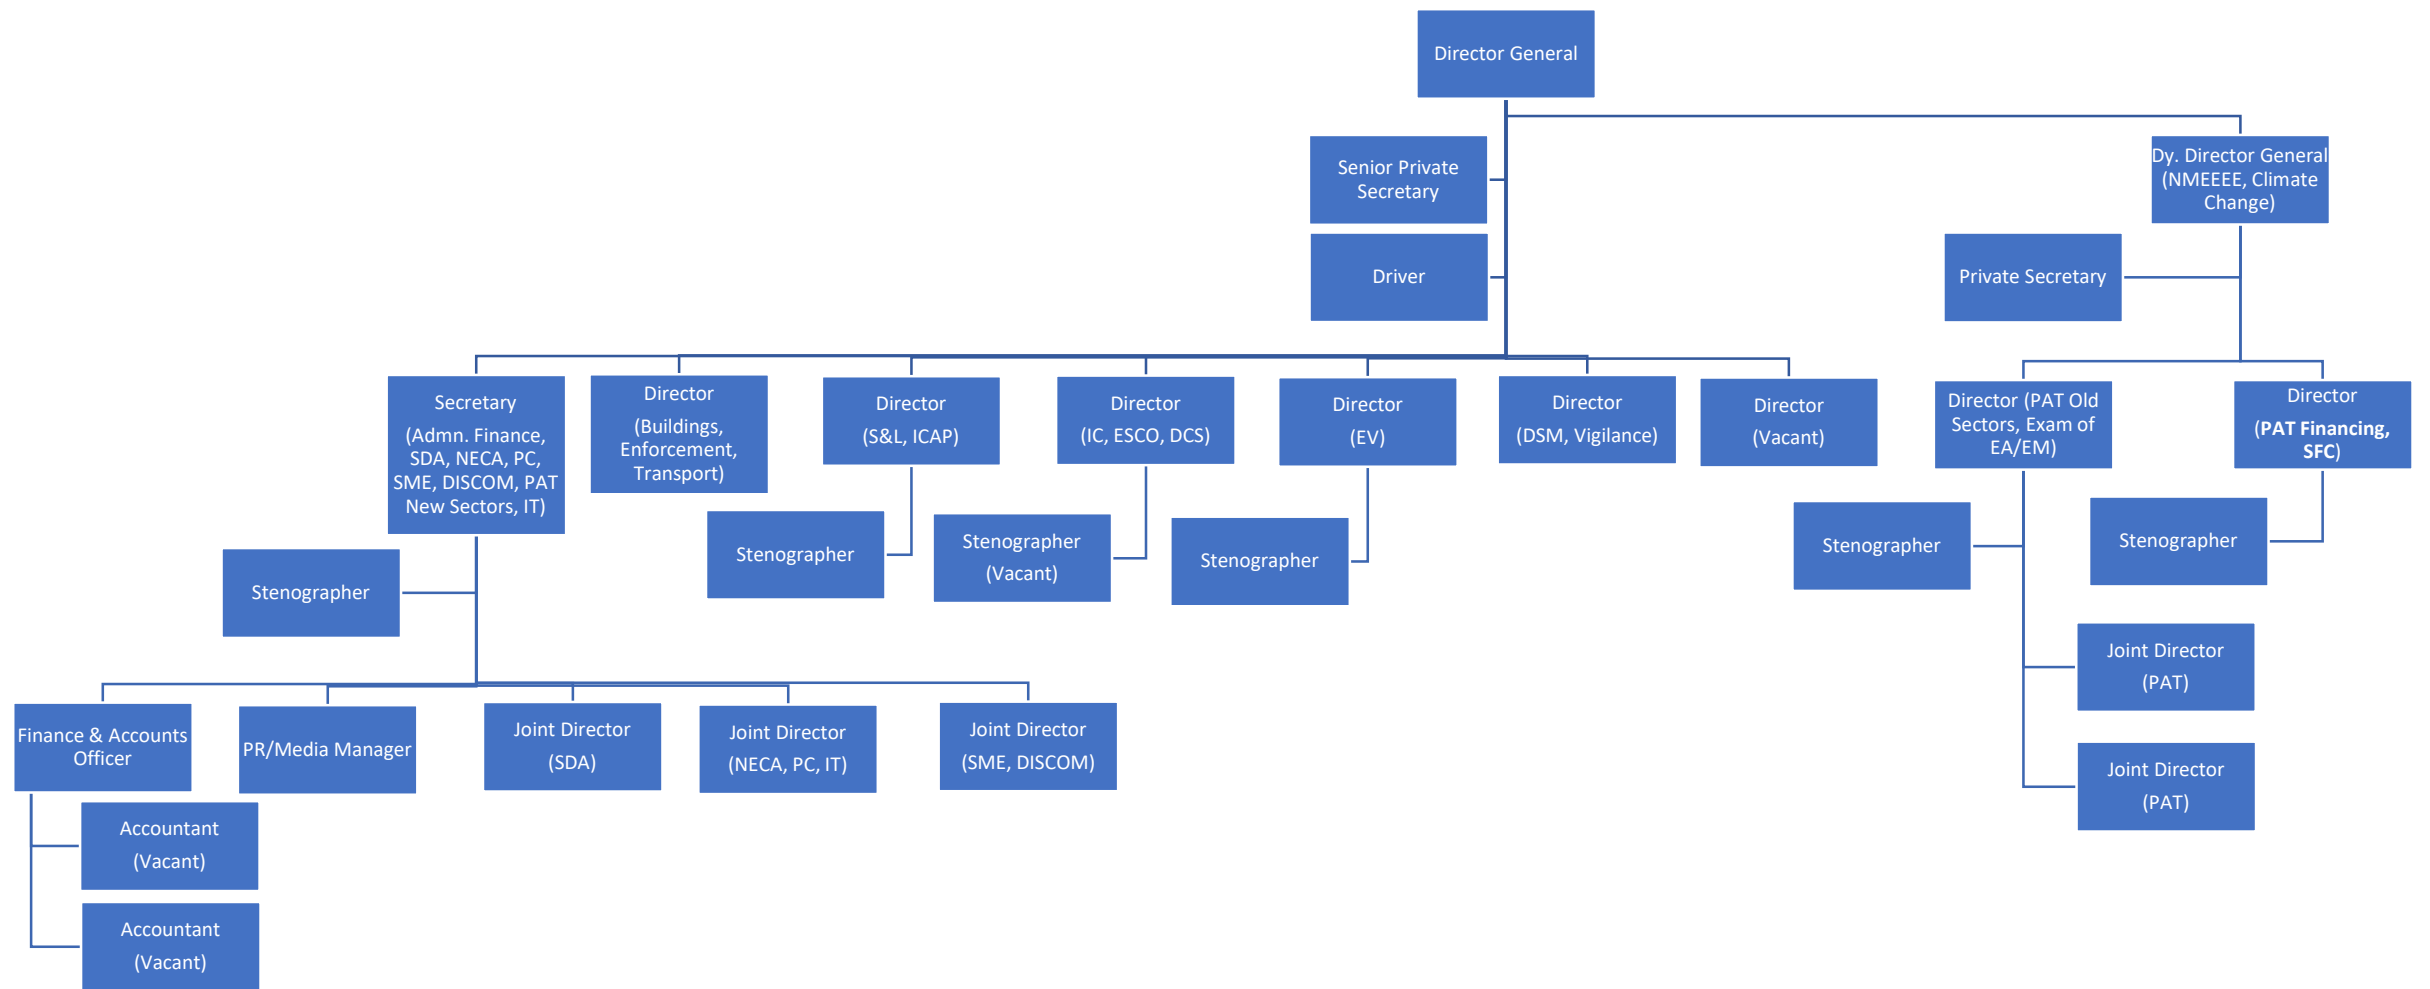 Director General
Senior Private
Secretary
Dy. Director General
(NMEEEE, Climate
Change)
Driver
Private Secretary
Secretary
(Admn. Finance,
SDA, NECA, PC,
SME, DISCOM, PAT
New Sectors, IT)
Director
(Buildings,
Enforcement,
Transport)
Director
(S&L, ICAP)
Director
(IC, ESCO, DCS)
Director
(EV)
Director
(DSM, Vigilance)
Director
(Vacant)
Director (PAT Old
Sectors, Exam of
EA/EM)
Director
(PAT Financing,
SFC)
Stenographer
Stenographer
Stenographer
(Vacant)
Stenographer
Stenographer
Stenographer
Joint Director
(PAT)
Joint Director
(PAT)
Finance & Accounts
Officer
PR/Media Manager
Joint Director
(SDA)
Joint Director
(NECA, PC, IT)
Joint Director
(SME, DISCOM)
Accountant
(Vacant)
Accountant
(Vacant)